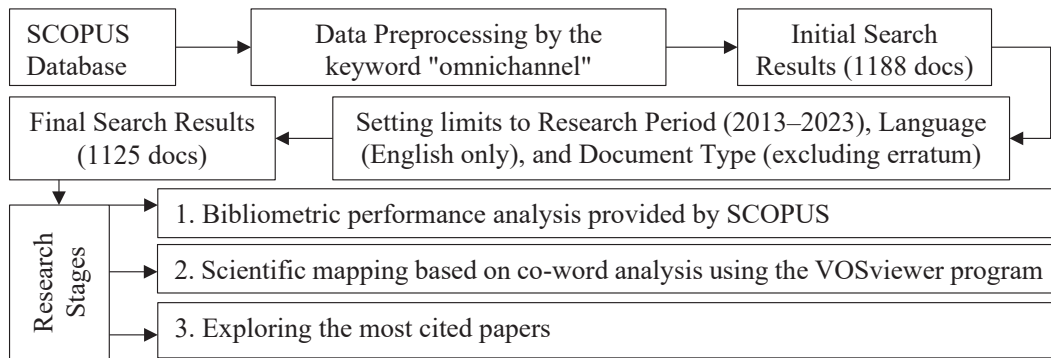 SCOPUS
Database
Data Preprocessing by the
keyword "omnichannel"
Initial Search
Results (1188 docs)
Final Search Results
(1125 docs)
Setting limits to Research Period (2013–2023), Language
(English only), and Document Type (excluding erratum)
Research
Stages
1. Bibliometric performance analysis provided by SCOPUS
2. Scientific mapping based on co-word analysis using the VOSviewer program
3. Exploring the most cited papers